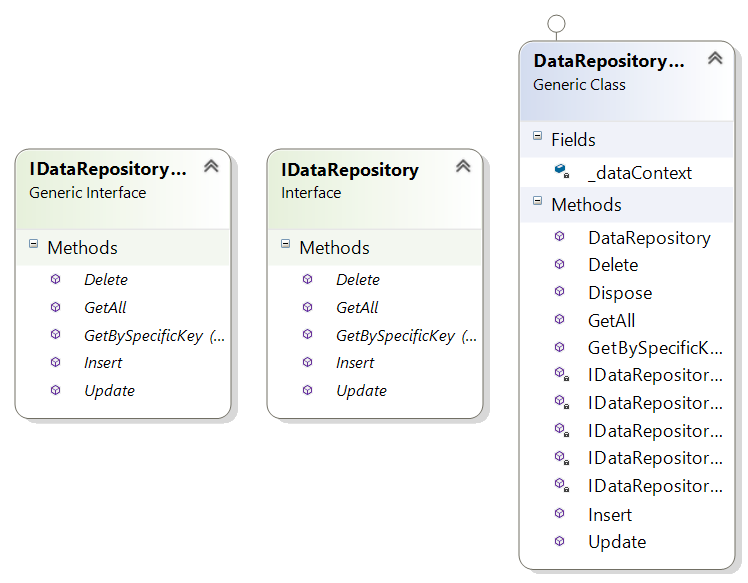 IDataRepository...
Generic Interface
Methods
Delete
GetAll
GetBySpecificKey (...
Insert
Update
IDataRepository
Interface
Methods
Delete
GetAll
GetBySpecificKey (...
Insert
Update
DataRepository...
Generic Class
Fields
_dataContext
Methods
DataRepository
Delete
Dispose
GetAll
GetBySpecificK...
IDataRepositor...
IDataRepositor...
IDataRepositor...
IDataRepositor...
IDataRepositor...
Insert
Update